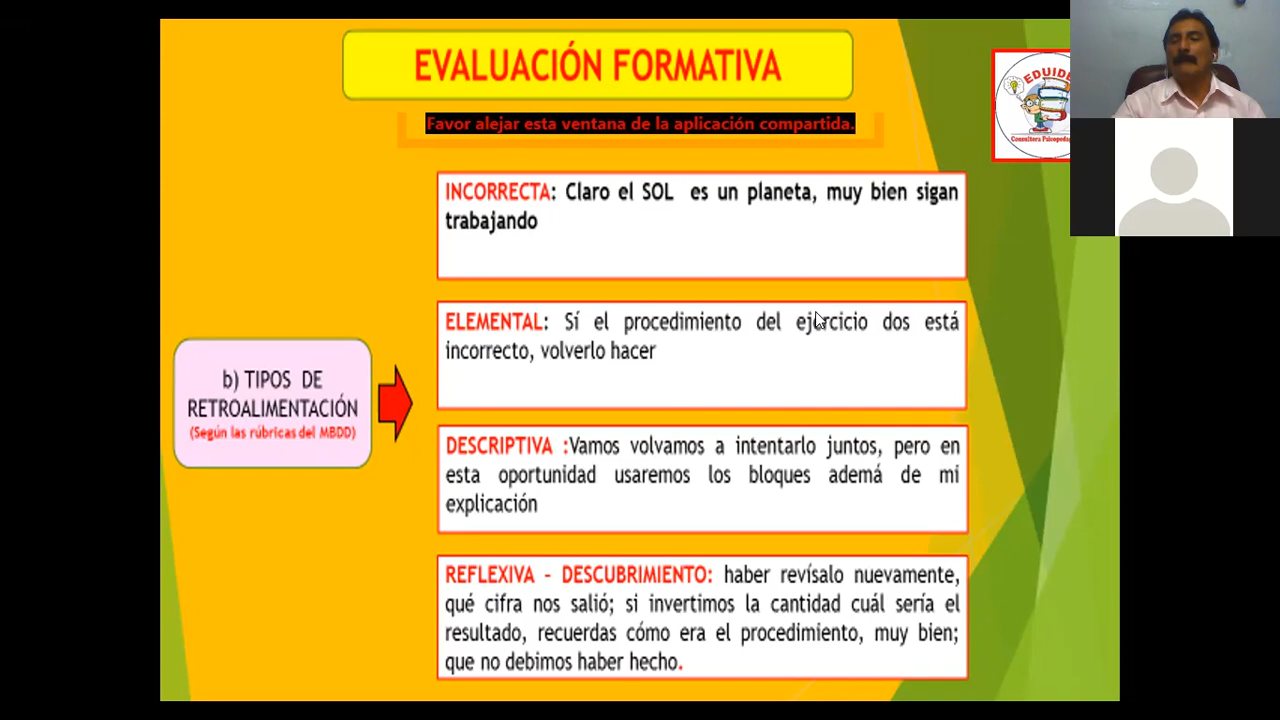 EVALUACIÓN FORMATIVA
Favor alejar esta ventana de la aplicación compartida.
EDUIDE
Consultora Psicopedag
INCORRECTA: Claro el SOL es un planeta, muy bien sigan
trabajando
ELEMENTAL: Sí el procedimiento del ejercicio dos está
incorrecto, volverlo hacer
b) TIPOS DE
RETROALIMENTACIÓN
(Según las rúbricas del MBDD)
DESCRIPTIVA :Vamos volvamos a intentarlo juntos, pero en
esta oportunidad usaremos los bloques ademá de mi
explicación
REFLEXIVA – DESCUBRIMIENTO: haber revísalo nuevamente,
qué cifra nos salió; si invertimos la cantidad cuál sería el
resultado, recuerdas cómo era el procedimiento, muy bien;
que no debimos haber hecho.